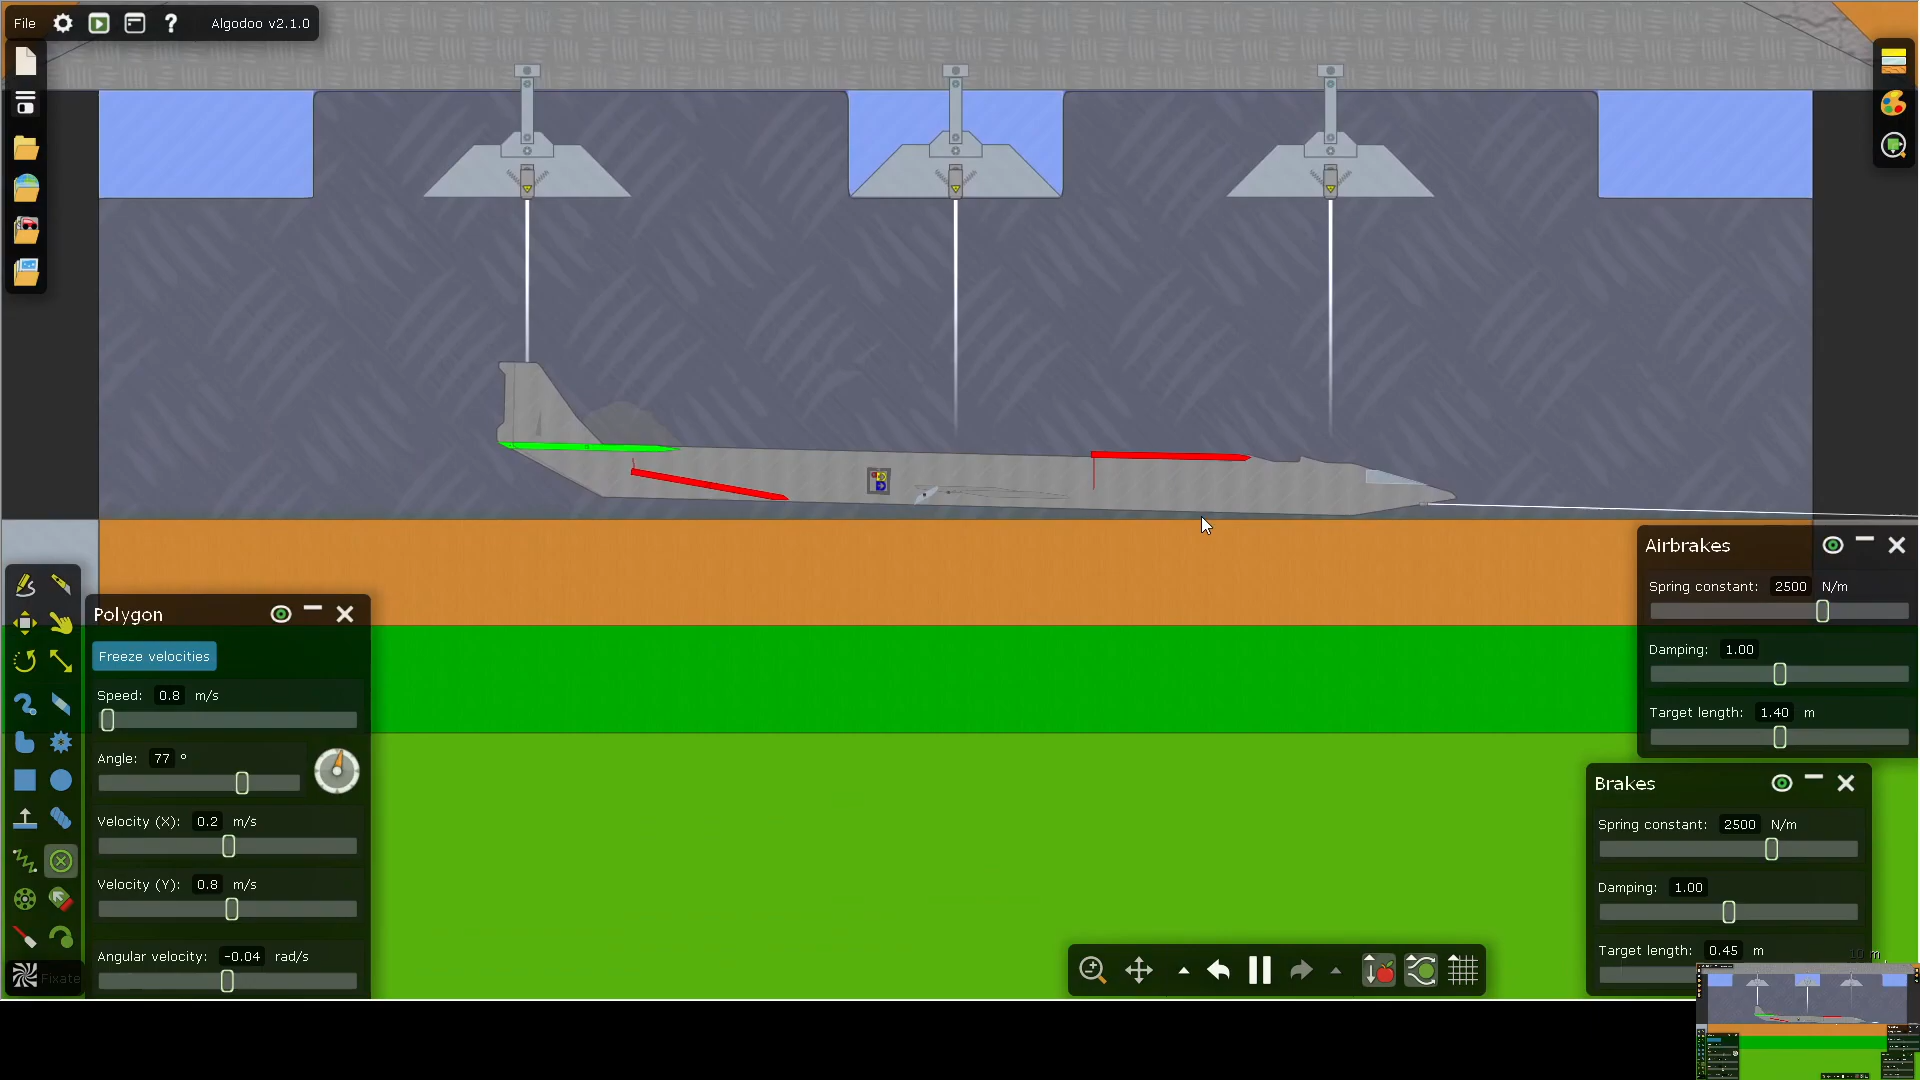 File
Algodoo v2.1.0
Polygon
Freeze velocities
Speed: 0.8 m/s
Angle: 77 °
Velocity (X): 0.2 m/s
Velocity (Y): 0.8 m/s
Angular velocity: -0.04 rad/s
Fixate
Airbrakes
Spring constant: 2500 N/m
Damping: 1.00
Target length: 1.40 m
Brakes
Spring constant: 2500 N/m
Damping: 1.00
Target length: 0.45 m
10 m